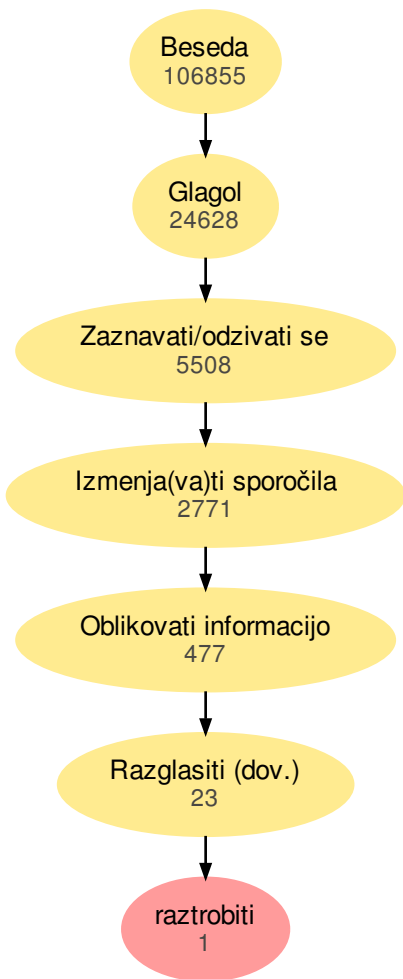 Beseda
106855
Glagol
24628
Zaznavati/odzivati se
5508
Izmenja(va)ti sporočila
2771
Oblikovati informacijo
477
Razglasiti (dov.)
23
raztrobiti
1